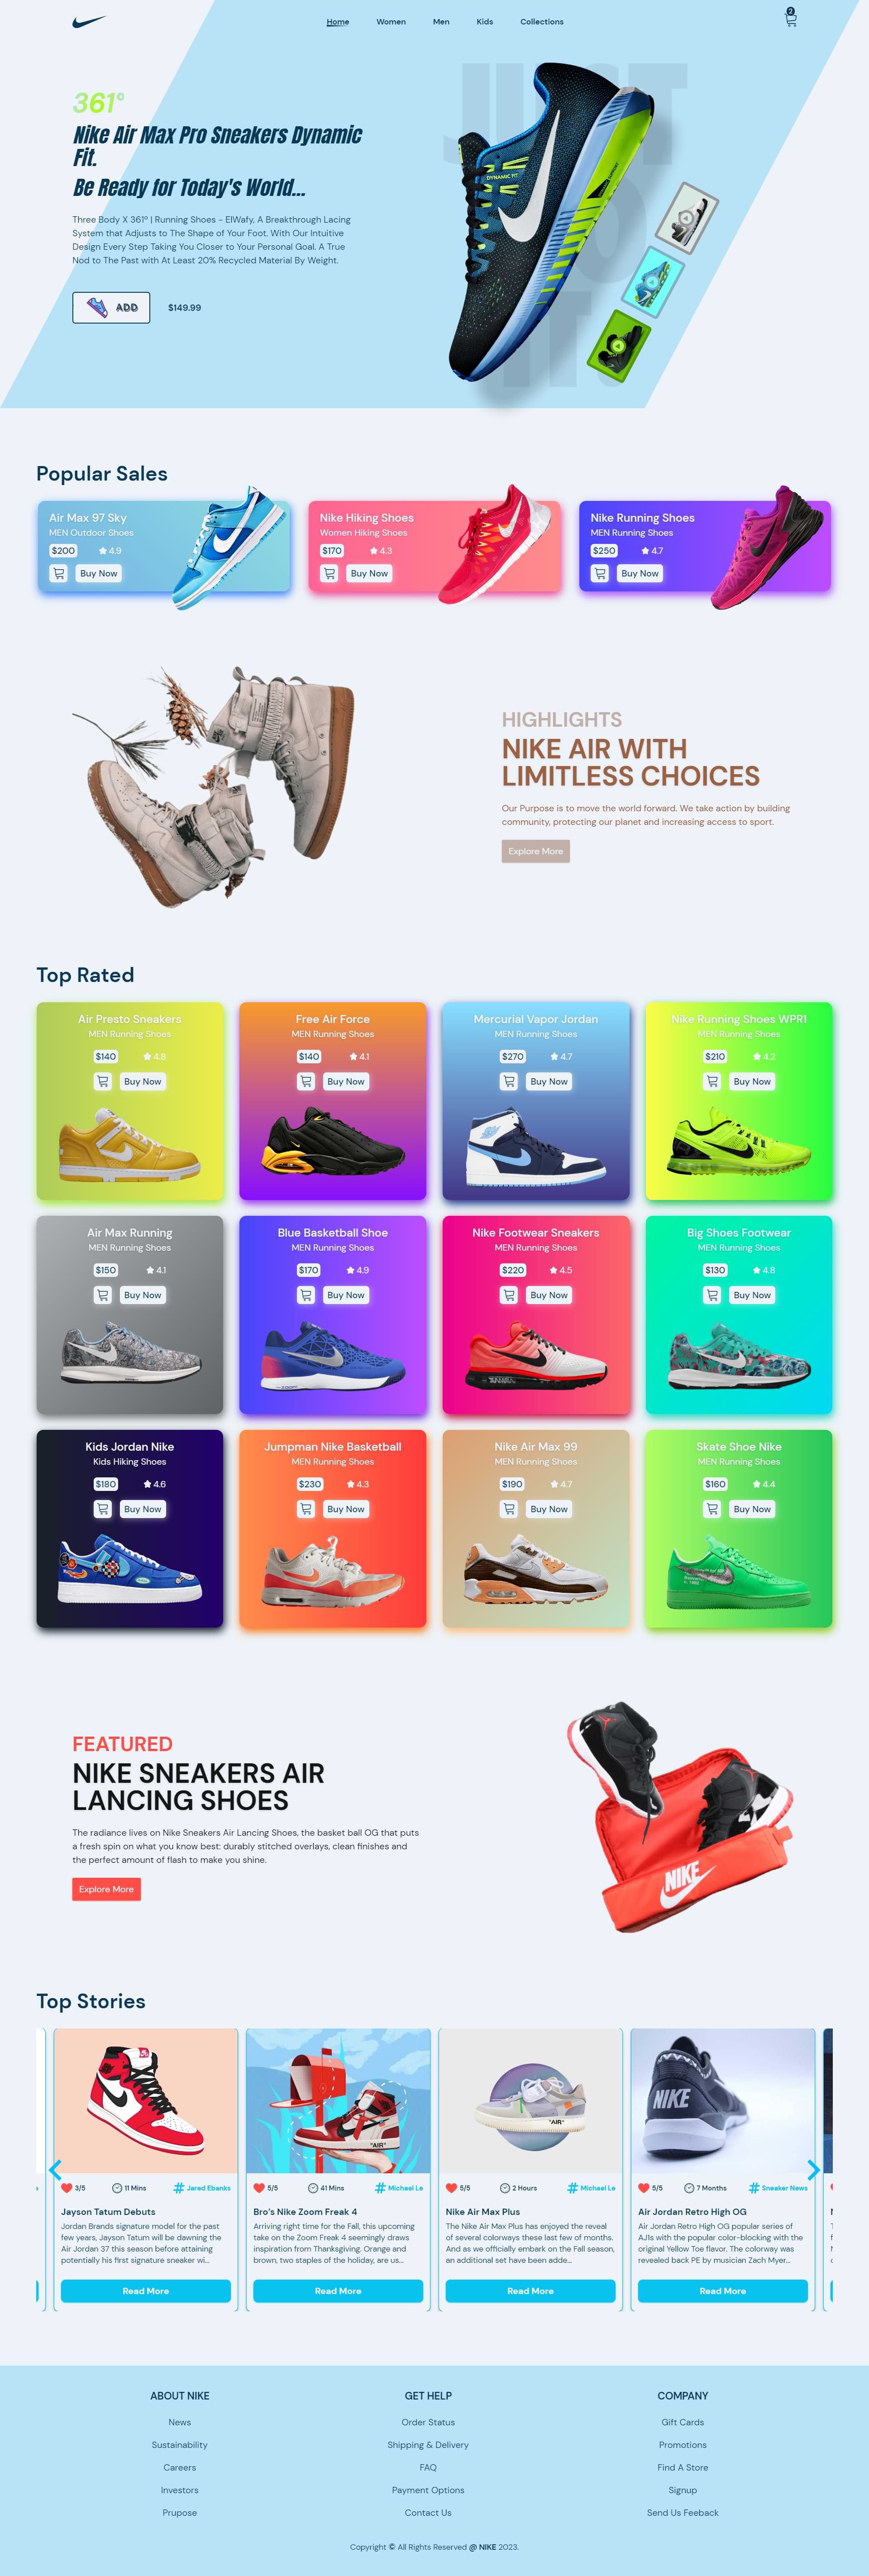 Home
Women
Men
Kids
Collections
2
JUST
DO
IT
361°
Nike Air Max Pro Sneakers Dynamic
Fit.
Be Ready for Today's World...
Three Body X 361º | Running Shoes - ElWafy, A Breakthrough Lacing
System that Adjusts to The Shape of Your Foot. With Our Intuitive
Design Every Step Taking You Closer to Your Personal Goal. A True
Nod to The Past with At Least 20% Recycled Material By Weight.
ADD
$149.99
DYNAMIC FIT
Popular Sales
Air Max 97 Sky
MEN Outdoor Shoes
$200
4.9
Buy Now
Nike Hiking Shoes
Women Hiking Shoes
$170
4.3
Buy Now
Nike Running Shoes
MEN Running Shoes
$250
4.7
Buy Now
HIGHLIGHTS
NIKE AIR WITH
LIMITLESS CHOICES
Our Purpose is to move the world forward. We take action by building
community, protecting our planet and increasing access to sport.
Explore More
Top Rated
Air Presto Sneakers
MEN Running Shoes
$140
4.8
Buy Now
Free Air Force
MEN Running Shoes
$140
4.1
Buy Now
Mercurial Vapor Jordan
MEN Running Shoes
$270
4.7
Buy Now
Nike Running Shoes WPR1
MEN Running Shoes
$210
4.2
Buy Now
Air Max Running
MEN Running Shoes
$150
4.1
Buy Now
Blue Basketball Shoe
MEN Running Shoes
$170
4.9
Buy Now
Nike Footwear Sneakers
MEN Running Shoes
$220
4.5
Buy Now
Big Shoes Footwear
MEN Running Shoes
$130
4.8
Buy Now
Kids Jordan Nike
Kids Hiking Shoes
$180
4.6
Buy Now
Jumpman Nike Basketball
MEN Running Shoes
$230
4.3
Buy Now
Nike Air Max 99
MEN Running Shoes
$190
4.7
Buy Now
Skate Shoe Nike
MEN Running Shoes
$160
4.4
Buy Now
FEATURED
NIKE SNEAKERS AIR
LANCING SHOES
The radiance lives on Nike Sneakers Air Lancing Shoes, the basket ball OG that puts
a fresh spin on what you know best: durably stitched overlays, clean finishes and
the perfect amount of flash to make you shine.
Explore More
NIKE
Top Stories
3/5
11 Mins
Jared Ebanks
Jayson Tatum Debuts
Jordan Brands signature model for the past
few years, Jayson Tatum will be dawning the
Air Jordan 37 this season before attaining
potentially his first signature sneaker wi...
Read More
"AIR"
5/5
41 Mins
Michael Le
Bro's Nike Zoom Freak 4
Arriving right time for the Fall, this upcoming
take on the Zoom Freak 4 seemingly draws
inspiration from Thanksgiving. Orange and
brown, two staples of the holiday, are us...
Read More
"AIR"
5/5
2 Hours
Michael Le
Nike Air Max Plus
The Nike Air Max Plus has enjoyed the reveal
of several colorways these last few of months.
And as we officially embark on the Fall season,
an additional set have been adde...
Read More
NIKE
5/5
7 Months
Sneaker News
Air Jordan Retro High OG
Air Jordan Retro High OG popular series of
AJ1s with the popular color-blocking with the
original Yellow Toe flavor. The colorway was
revealed back PE by musician Zach Myer...
Read More
ABOUT NIKE
News
Sustainability
Careers
Investors
Prupose
GET HELP
Order Status
Shipping & Delivery
FAQ
Payment Options
Contact Us
COMPANY
Gift Cards
Promotions
Find A Store
Signup
Send Us Feeback
Copyright © All Rights Reserved @ NIKE 2023.